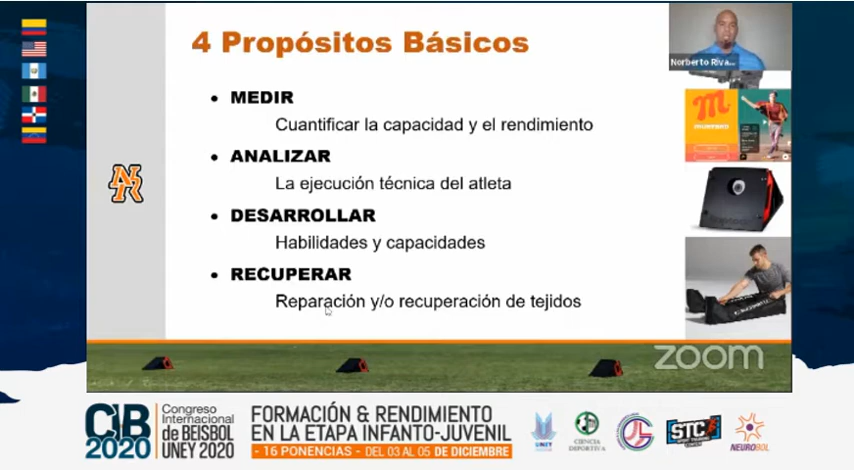 4 Propósitos Básicos
Norberto Riva...
• MEDIR
Cuantificar la capacidad y el rendimiento
• ANALIZAR
La ejecución técnica del atleta
• DESARROLLAR
Habilidades y capacidades
• RECUPERAR
Reparación y/o recuperación de tejidos
NR
zoom
CIB
2020
Congreso
Internacional
de BEISBOL
UNEY 2020
FORMACIÓN & RENDIMIENTO
EN LA ETAPA INFANTO-JUVENIL
- 16 PONENCIAS - DEL 03 AL 05 DE DICIEMBRE
UNEY
CIENCIA
DEPORTIVA
STC
NEUROBOL